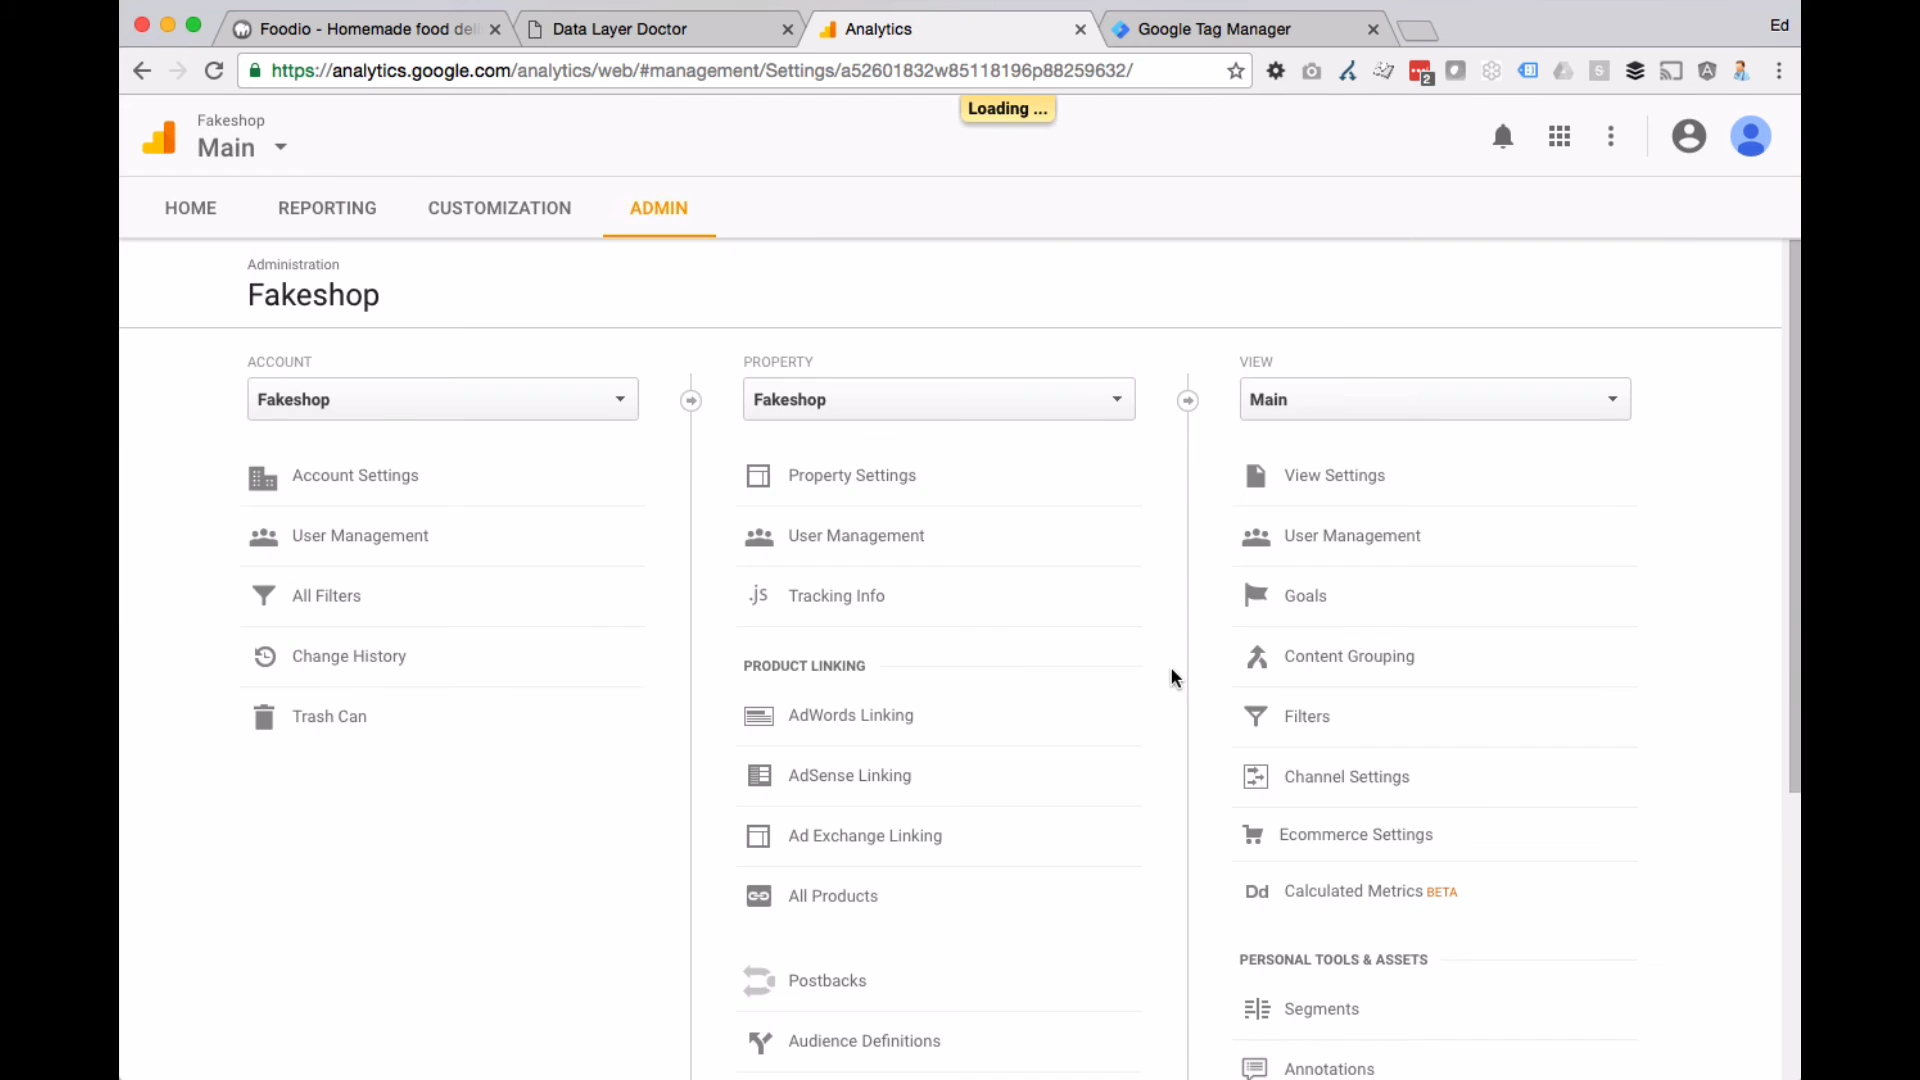 Foodio - Homemade food deli
Data Layer Doctor
Analytics
Google Tag Manager
Ed
https://analytics.google.com/analytics/web/#management/Settings/a52601832w85118196p88259632/
2
Loading ...
Fakeshop
Main
HOME
REPORTING
CUSTOMIZATION
ADMIN
Administration
Fakeshop
ACCOUNT
Fakeshop
Account Settings
User Management
All Filters
Change History
Trash Can
PROPERTY
Fakeshop
Property Settings
User Management
.js Tracking Info
PRODUCT LINKING
AdWords Linking
AdSense Linking
Ad Exchange Linking
All Products
Postbacks
Audience Definitions
VIEW
Main
View Settings
User Management
Goals
Content Grouping
Filters
Channel Settings
Ecommerce Settings
Dd Calculated Metrics BETA
PERSONAL TOOLS & ASSETS
Segments
Annotations